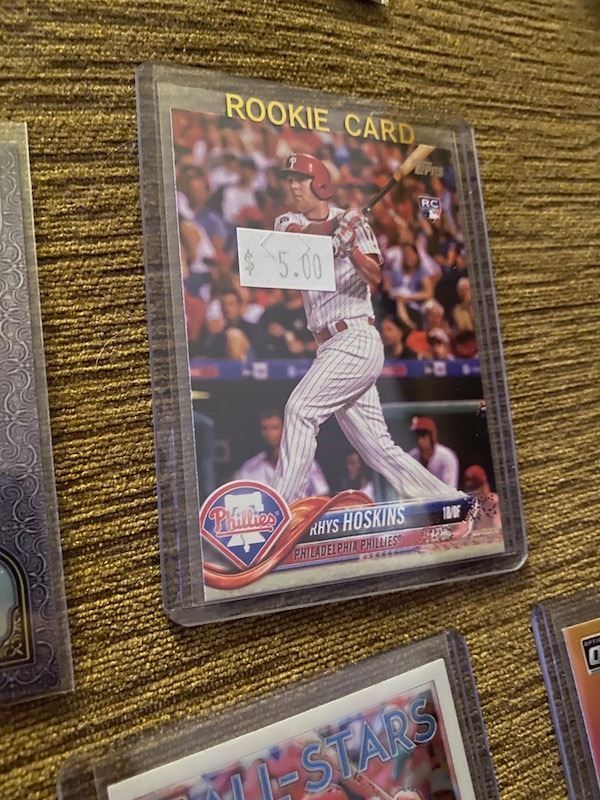 ROOKIE CARD
Topps
P
RC
$ 5.00
Phillies
RHYS HOSKINS
1B/OF
PHILADELPHIA PHILLIES®
ALL-STARS